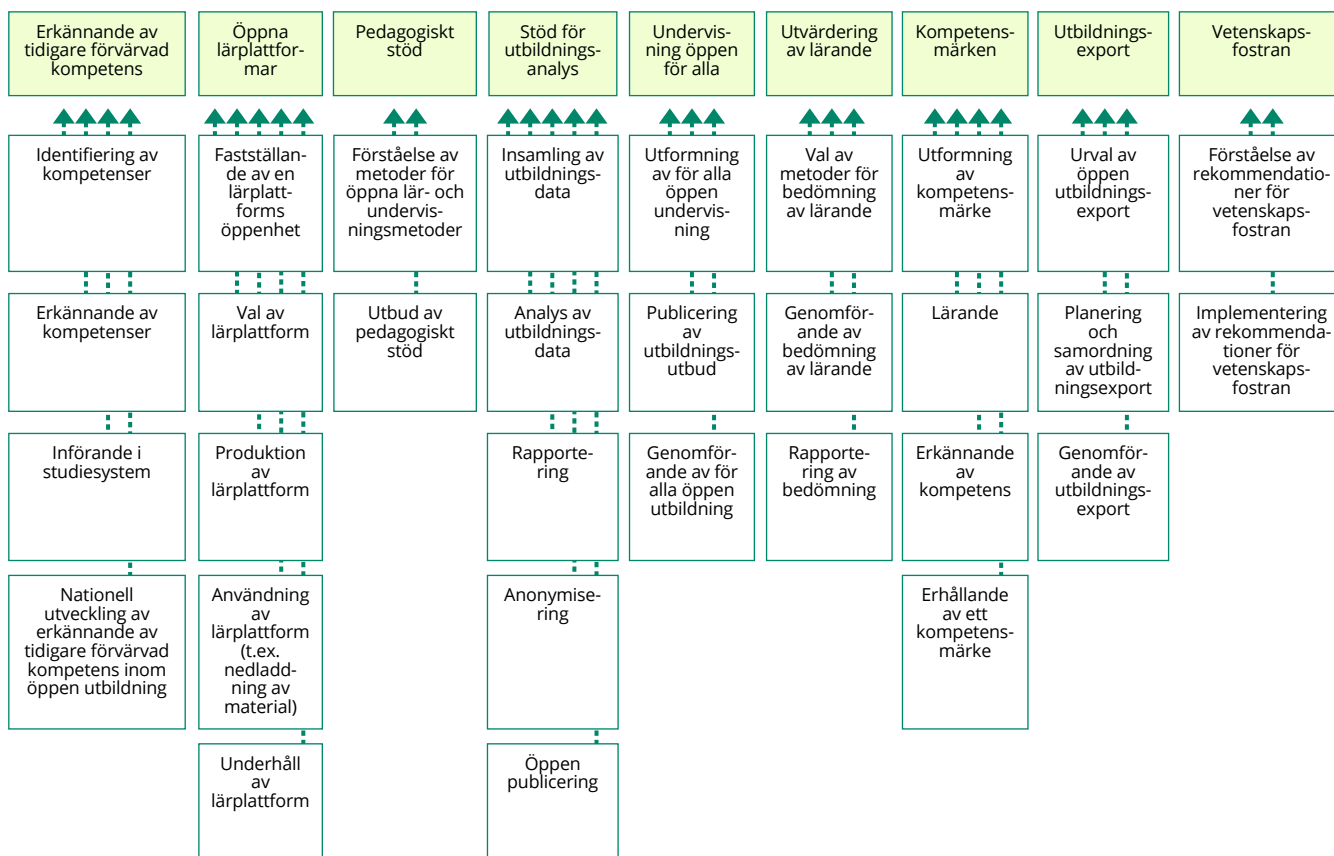 Erkännande av
tidigare förvärvad
kompetens
Öppna
lärplattfor-
mar
Pedagogiskt
stöd
Stöd för
utbildnings-
analys
Undervis-
ning öppen
för alla
Utvärdering
av lärande
Kompetens-
märken
Utbildnings-
export
Vetenskaps-
fostran
Identifiering av
kompetenser
Fastställan-
de av en
lärplatt-
forms
öppenhet
Förståelse av
metoder för
öppna lär- och
undervis-
ningsmetoder
Insamling av
utbildnings-
data
Utformning
av för alla
öppen
undervis-
ning
Val av
metoder för
bedömning
av lärande
Utformning
av
kompetens-
märke
Urval av
öppen
utbildnings-
export
Förståelse av
rekommendatio-
ner för
vetenskaps-
fostran
Erkännande av
kompetenser
Val av
lärplattform
Utbud av
pedagogiskt
stöd
Analys av
utbildnings-
data
Publicering
av
utbildnings-
utbud
Genomför-
ande av
bedömning
av lärande
Lärande
Planering
och
samordning
av utbild-
ningsexport
Implementering
av rekommenda-
tioner för
vetenskaps-
fostran
Införande i
studiesystem
Produktion
av
lärplattform
Rapporte-
ring
Genomför-
ande av för
alla öppen
utbildning
Rapporte-
ring av
bedömning
Erkännande
av
kompetens
Genomför-
ande av
utbildnings-
export
Nationell
utveckling av
erkännande av
tidigare förvärvad
kompetens inom
öppen utbildning
Användning
av
lärplattform
(t.ex.
nedladd-
ning av
material)
Anonymise-
ring
Erhållande
av ett
kompetens-
märke
Underhåll
av
lärplattform
Öppen
publicering